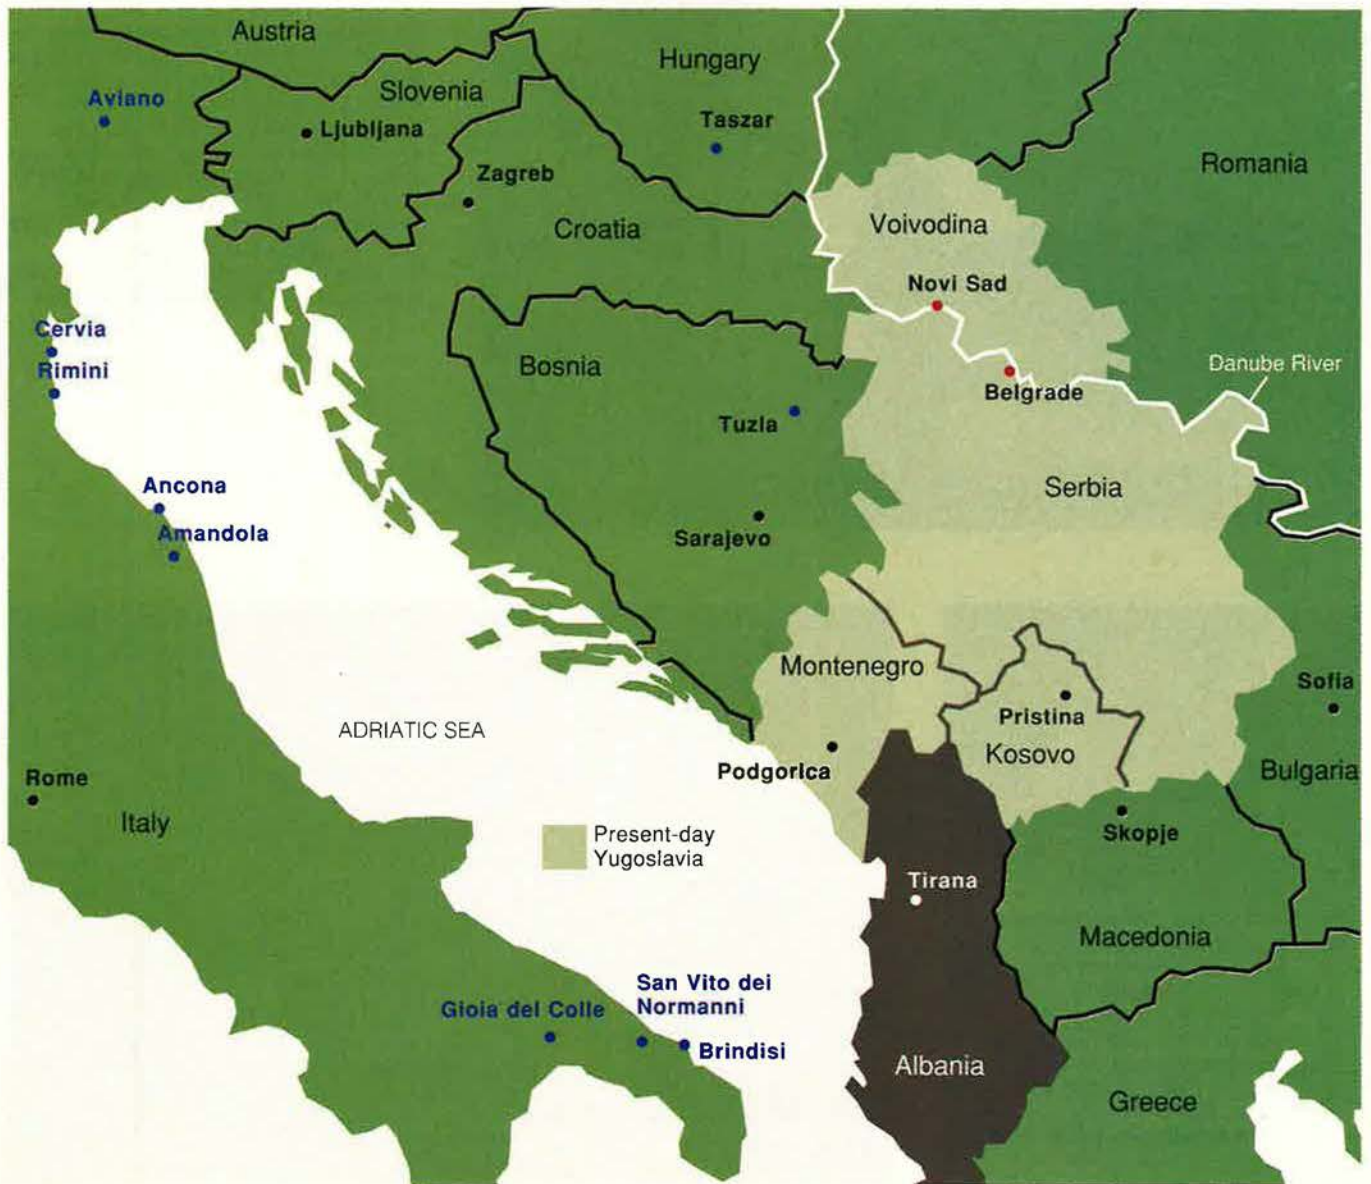 Austria
Hungary
Slovenia
Aviano
Ljubljana
Taszar
Romania
Zagreb
Croatia
Voivodina
Novi Sad
Cervia
Rimini
Bosnia
Danube River
Belgrade
Tuzla
Ancona
Serbia
Amandola
Sarajevo
Montenegro
Sofia
Pristina
ADRIATIC SEA
Kosovo
Podgorica
Bulgaria
Rome
Italy
Present-day
Yugoslavia
Skopje
Tirana
Macedonia
San Vito dei
Normanni
Gioia del Colle
Brindisi
Albania
Greece